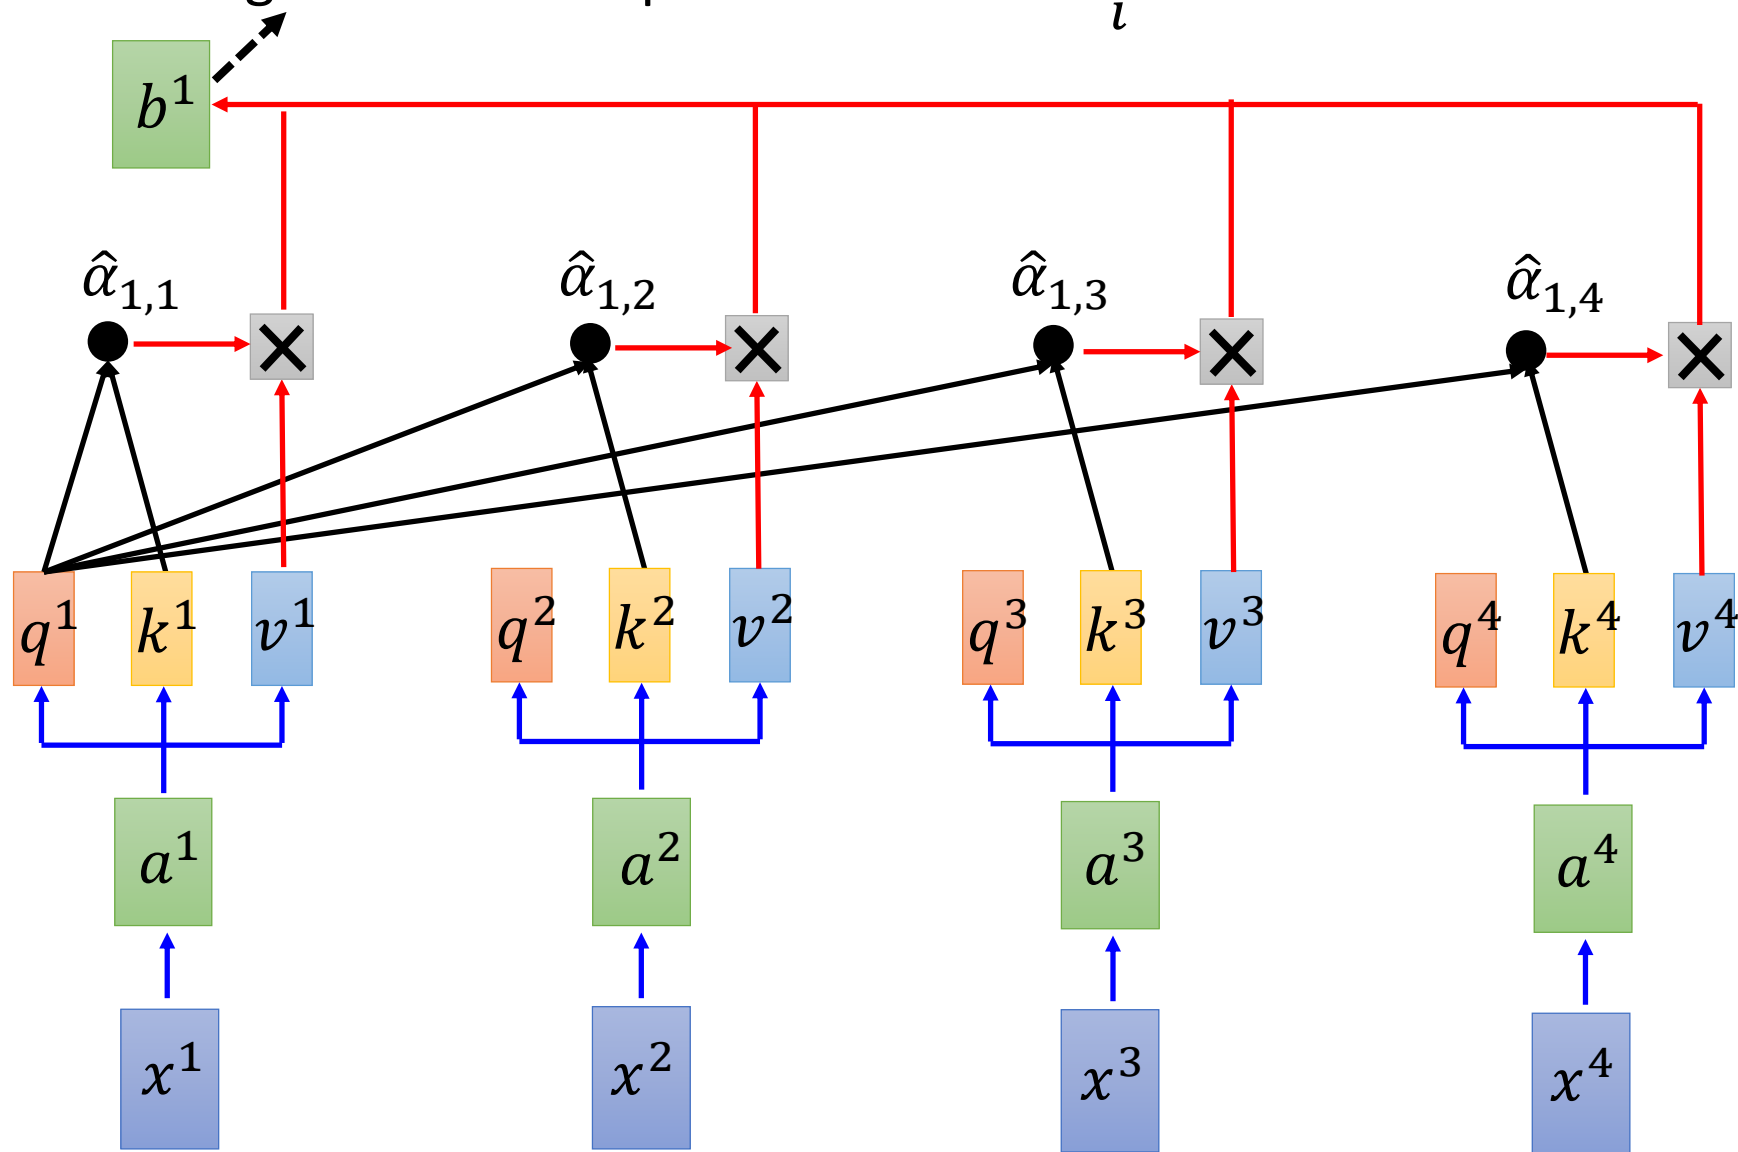 i
b¹
α̂₁,₁ α̂₁,₂ α̂₁,₃ α̂₁,₄
q¹ k¹ v¹ q² k² v² q³ k³ v³ q⁴ k⁴ v⁴
a¹ a² a³ a⁴
x¹ x² x³ x⁴